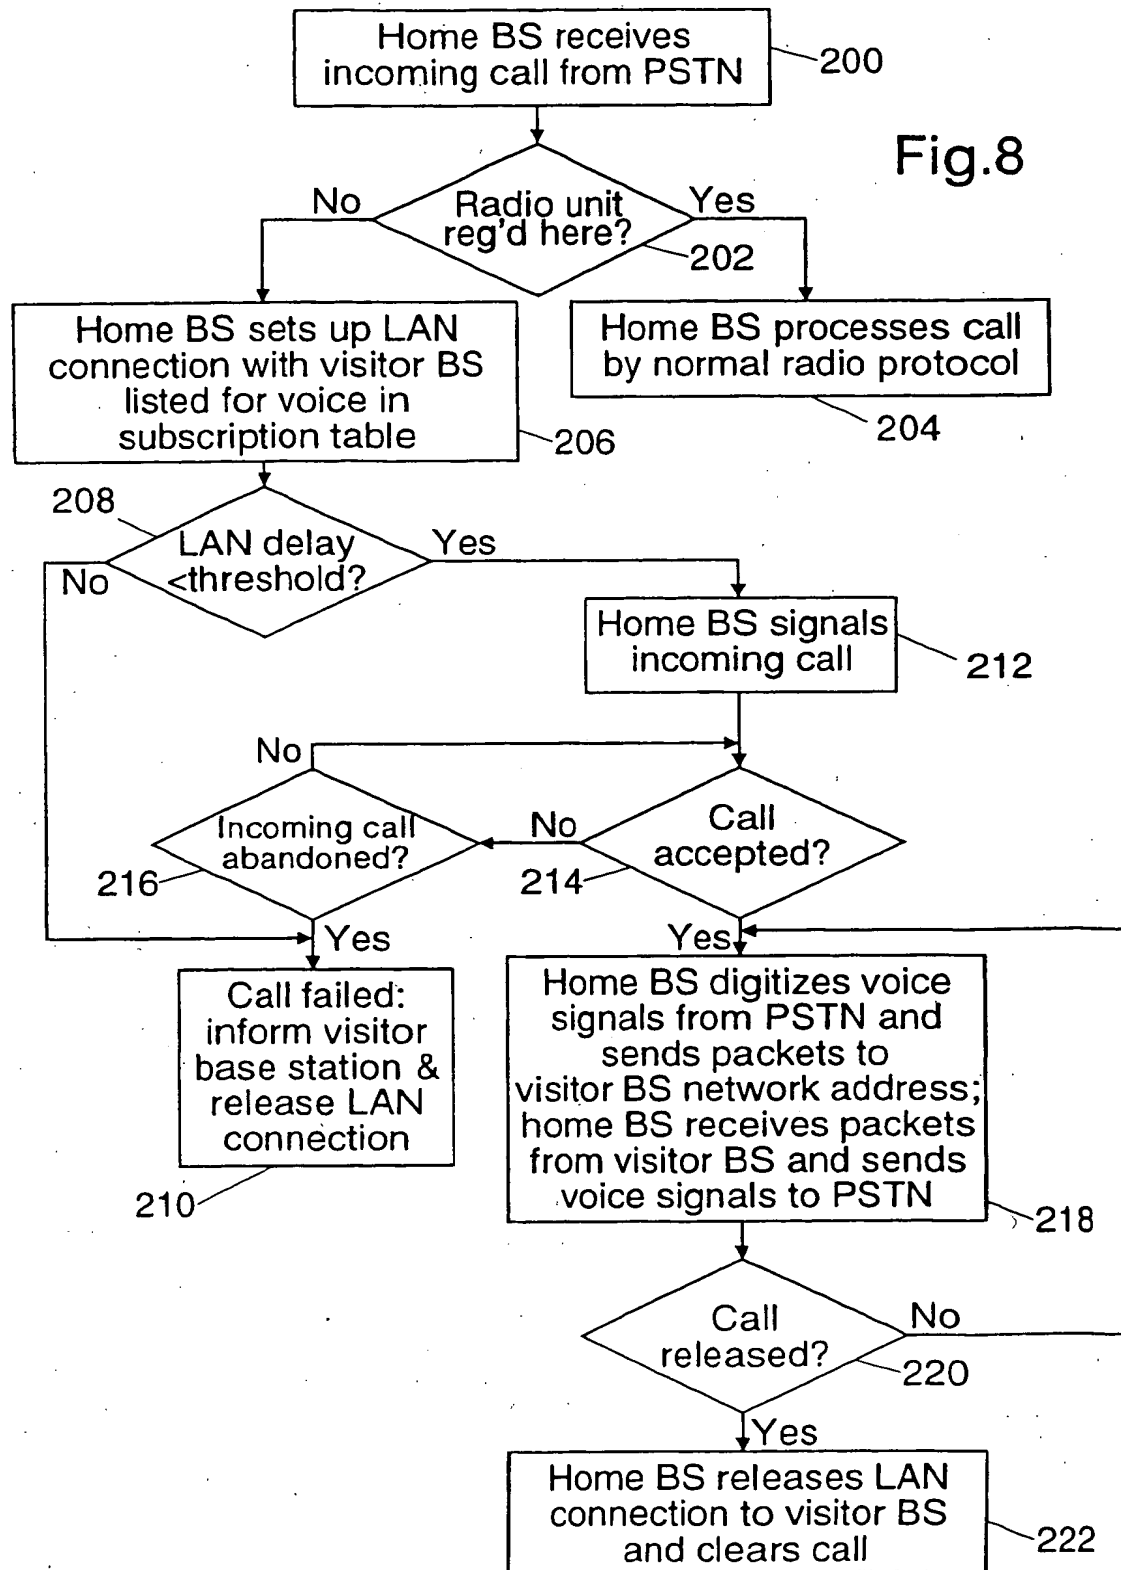 Home BS receives
incoming call from PSTN
200
Fig.8
No
Radio unit
reg'd here?
Yes
202
Home BS sets up LAN
connection with visitor BS
listed for voice in
subscription table
206
Home BS processes call
by normal radio protocol
204
208
LAN delay
<threshold?
Yes
No
Home BS signals
incoming call
212
No
Incoming call
abandoned?
216
No
Call
accepted?
214
Yes
Yes
Call failed:
inform visitor
base station &
release LAN
connection
210
Home BS digitizes voice
signals from PSTN and
sends packets to
visitor BS network address;
home BS receives packets
from visitor BS and sends
voice signals to PSTN
218
Call
released?
No
220
Yes
Home BS releases LAN
connection to visitor BS
and clears call
222